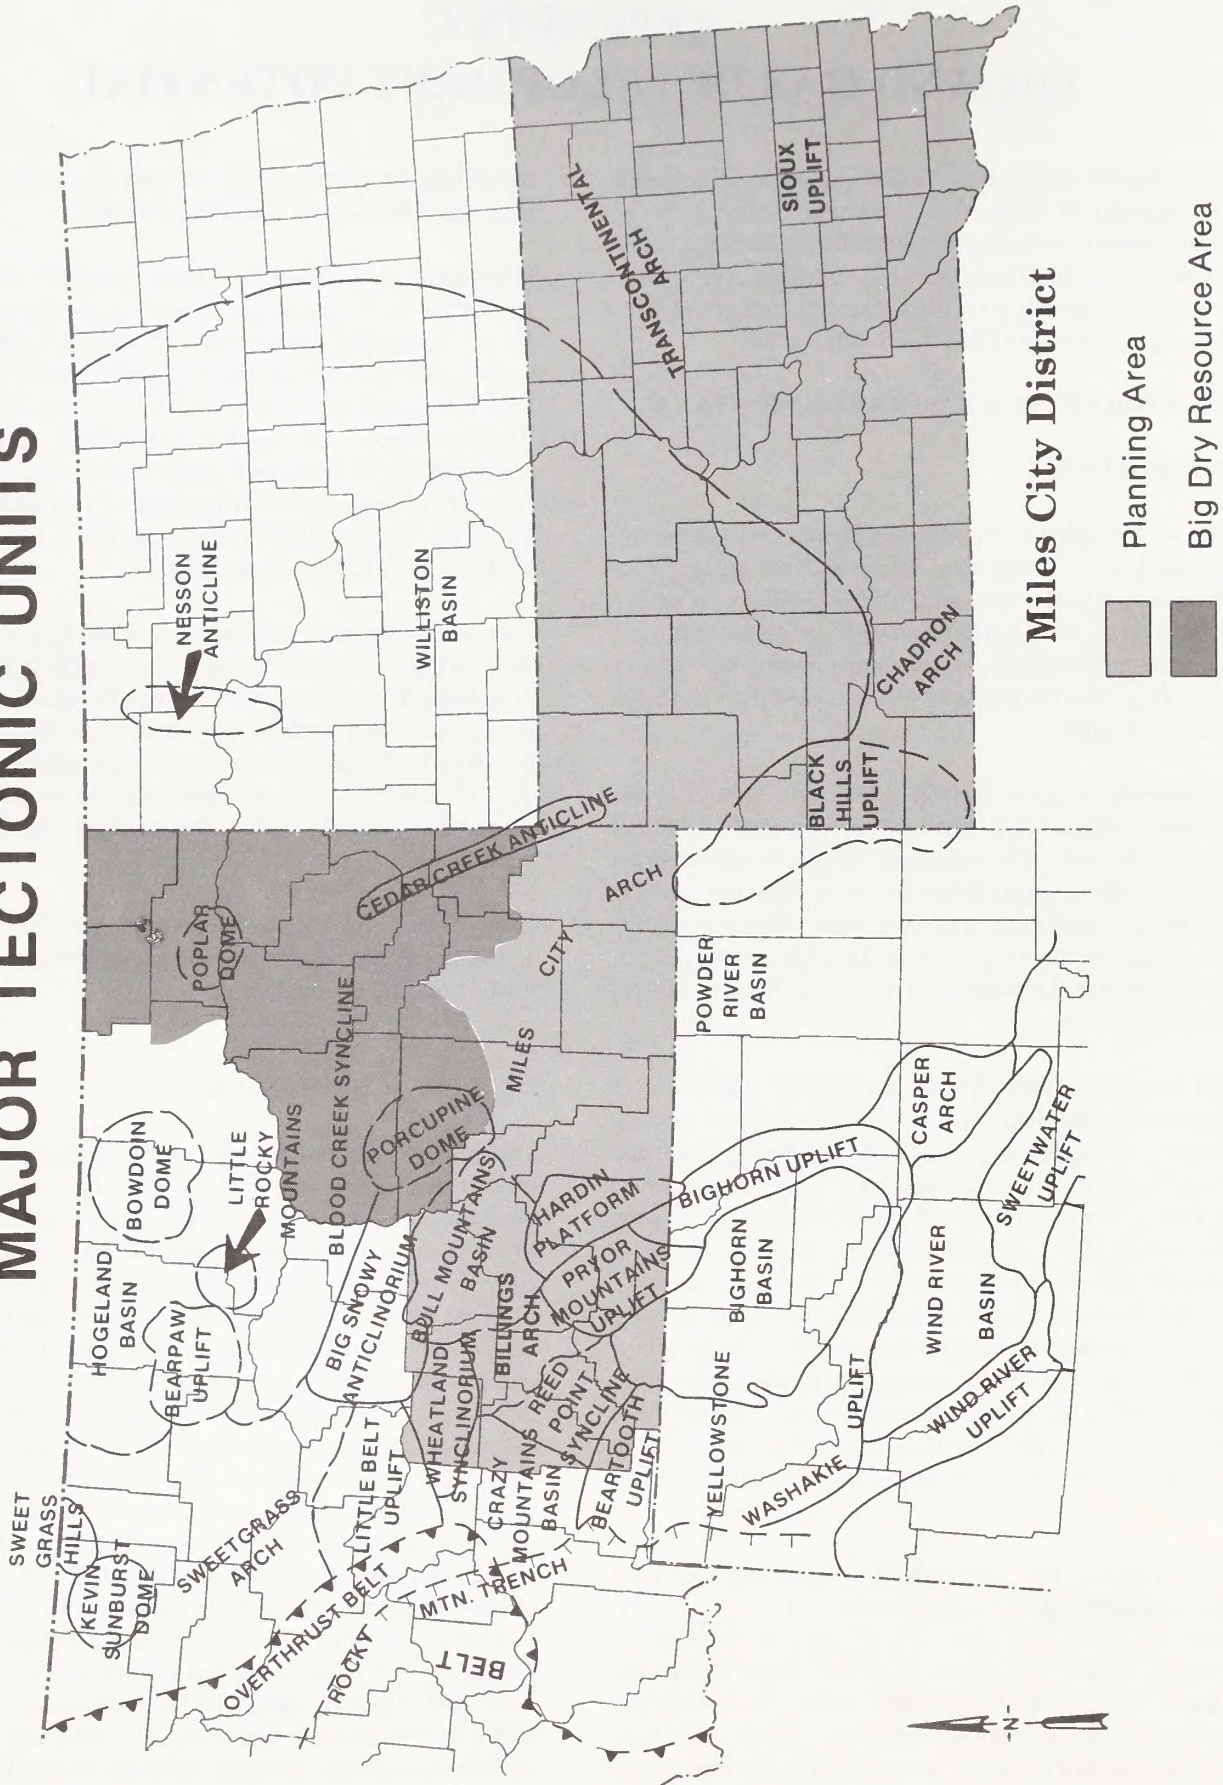 MAJOR TECTONIC UNITS
SWEET
GRASS
HILLS
KEVIN
SUNBURST
DOME
SWEETGRASS
ARCH
HOGELAND
BASIN
BEARPAW
UPLIFT
BOWDOIN
DOME
LITTLE
ROCKY
MOUNTAINS
POPLAR
DOME
NESSON
ANTICLINE
OVERTHRUST BELT
ROCKY
MTN. TRENCH
BELT
LITTLE BELT
UPLIFT
BIG SNOWY
ANTICLINORIUM
BLOOD CREEK SYNCLINE
PORCUPINE
DOME
CEDAR CREEK ANTICLINE
WILLISTON
BASIN
WHEATLAND
SYNCLINORIUM
BULL MOUNTAINS
BASIN
CRAZY
MOUNTAINS
BASIN
BILLINGS
ARCH
REED
POINT
SYNCLINE
BEARTOOTH
UPLIFT
PRYOR
MOUNTAINS
UPLIFT
HARDIN
PLATFORM
MILES
CITY
ARCH
TRANSCONTINENTAL
ARCH
SIOUX
UPLIFT
BLACK
HILLS
UPLIFT
CHADRON
ARCH
POWDER
RIVER
BASIN
BIGHORN UPLIFT
BIGHORN
BASIN
YELLOWSTONE
WASHAKIE
UPLIFT
WIND RIVER
BASIN
WIND RIVER
UPLIFT
CASPER
ARCH
SWEETWATER
UPLIFT
-N-
Miles City District
Planning Area
Big Dry Resource Area